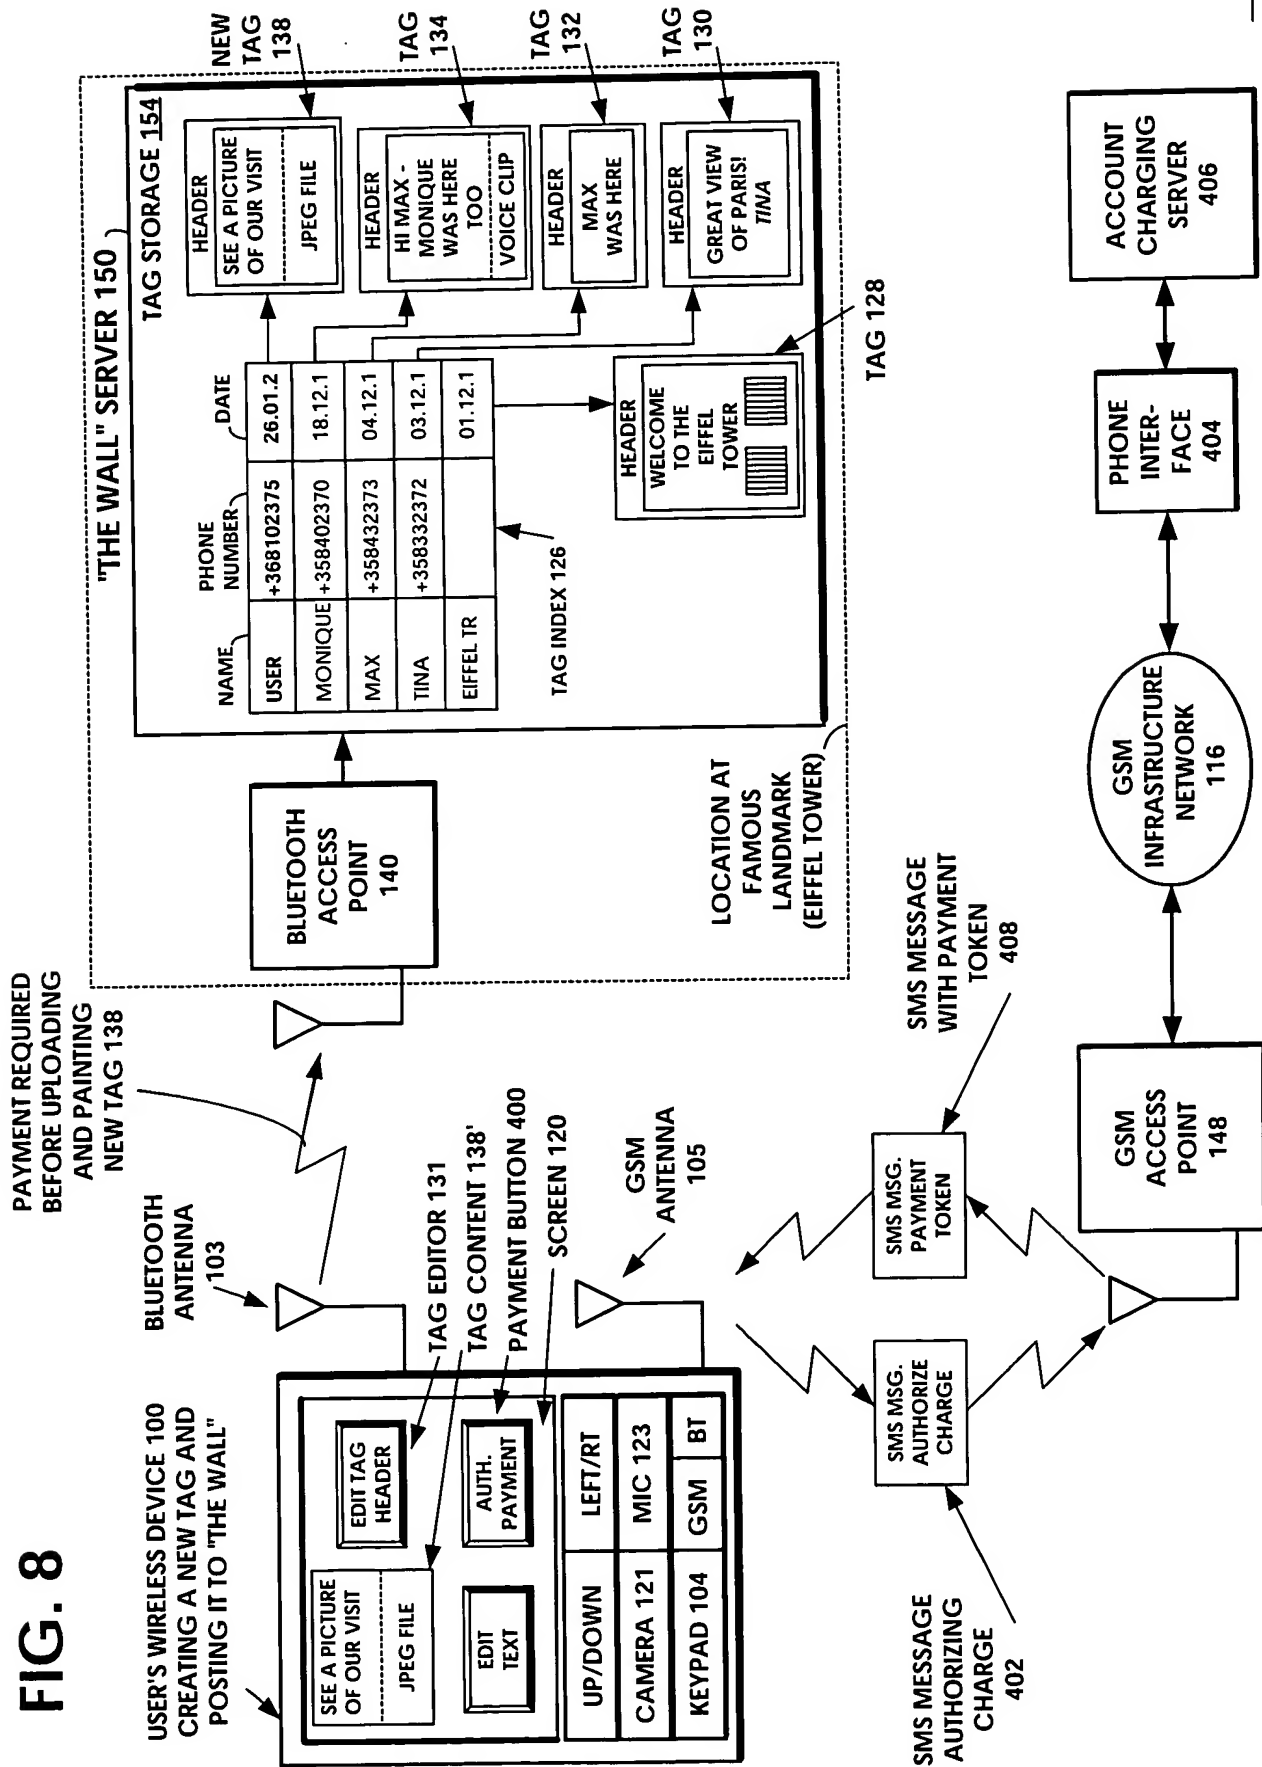 FIG. 8
USER'S WIRELESS DEVICE 100
CREATING A NEW TAG AND
POSTING IT TO "THE WALL"
SEE A PICTURE
OF OUR VISIT
JPEG FILE
EDIT TAG
HEADER
EDIT
TEXT
AUTH.
PAYMENT
UP/DOWN
LEFT/RT
CAMERA 121
MIC 123
KEYPAD 104
GSM
BT
BLUETOOTH
ANTENNA
103
TAG EDITOR 131
TAG CONTENT 138'
PAYMENT BUTTON 400
SCREEN 120
GSM
ANTENNA
105
PAYMENT REQUIRED
BEFORE UPLOADING
AND PAINTING
NEW TAG 138
"THE WALL" SERVER 150
BLUETOOTH
ACCESS
POINT
140
TAG STORAGE 154
NAME
PHONE
NUMBER
DATE
USER
+368102375
26.01.2
MONIQUE
+358402370
18.12.1
MAX
+358432373
04.12.1
TINA
+358332372
03.12.1
EIFFEL TR
01.12.1
TAG INDEX 126
HEADER
SEE A PICTURE
OF OUR VISIT
JPEG FILE
NEW
TAG
138
HEADER
HI MAX -
MONIQUE
WAS HERE
TOO
VOICE CLIP
TAG
134
HEADER
MAX
WAS HERE
TAG
132
HEADER
GREAT VIEW
OF PARIS!
TINA
TAG
130
HEADER
WELCOME
TO THE
EIFFEL
TOWER
TAG 128
LOCATION AT
FAMOUS
LANDMARK
(EIFFEL TOWER)
SMS MSG.
AUTHORIZE
CHARGE
SMS MESSAGE
AUTHORIZING
CHARGE
402
SMS MSG.
PAYMENT
TOKEN
SMS MESSAGE
WITH PAYMENT
TOKEN
408
GSM
ACCESS
POINT
148
GSM
INFRASTRUCTURE
NETWORK
116
PHONE
INTER-
FACE
404
ACCOUNT
CHARGING
SERVER
406